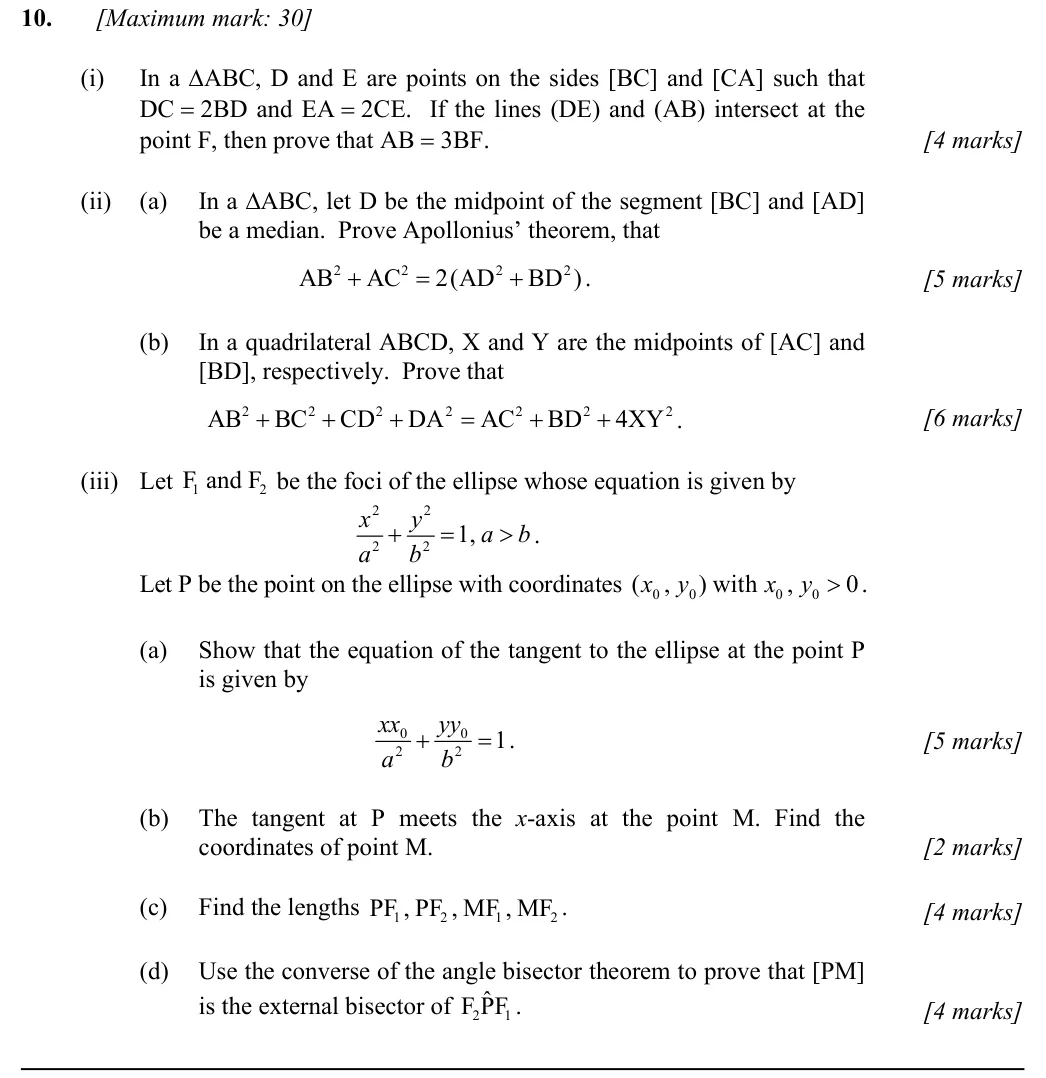 10. [Maximum mark: 30]
(i) In a ΔABC, D and E are points on the sides [BC] and [CA] such that
DC = 2BD and EA = 2CE. If the lines (DE) and (AB) intersect at the
point F, then prove that AB = 3BF. [4 marks]
(ii) (a) In a ΔABC, let D be the midpoint of the segment [BC] and [AD]
be a median. Prove Apollonius’ theorem, that
AB² + AC² = 2(AD² + BD²). [5 marks]
(b) In a quadrilateral ABCD, X and Y are the midpoints of [AC] and
[BD], respectively. Prove that
AB² + BC² + CD² + DA² = AC² + BD² + 4XY². [6 marks]
(iii) Let F₁ and F₂ be the foci of the ellipse whose equation is given by
x²/a² + y²/b² = 1, a > b.
Let P be the point on the ellipse with coordinates (x₀, y₀) with x₀, y₀ > 0.
(a) Show that the equation of the tangent to the ellipse at the point P
is given by
xx₀/a² + yy₀/b² = 1. [5 marks]
(b) The tangent at P meets the x-axis at the point M. Find the
coordinates of point M. [2 marks]
(c) Find the lengths PF₁, PF₂, MF₁, MF₂. [4 marks]
(d) Use the converse of the angle bisector theorem to prove that [PM]
is the external bisector of F₂P̂F₁. [4 marks]